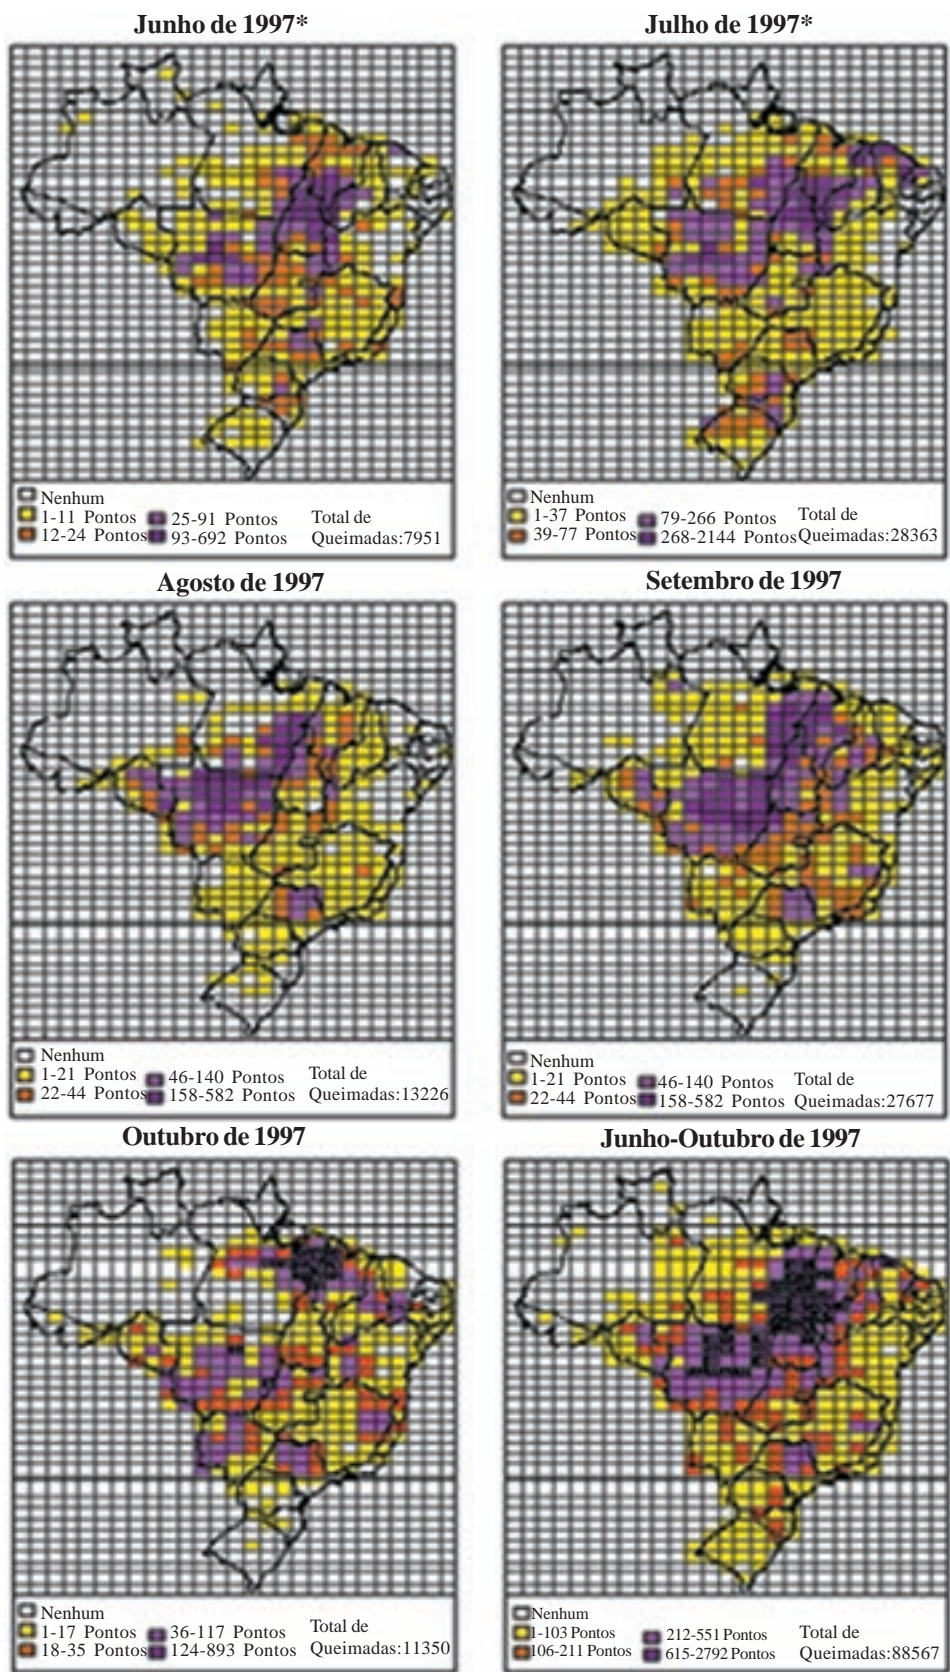 Junho de 1997*
Nenhum
1-11 Pontos
12-24 Pontos
25-91 Pontos
93-692 Pontos
Total de
Queimadas:7951
Julho de 1997*
Nenhum
1-37 Pontos
39-77 Pontos
79-266 Pontos
268-2144 Pontos
Total de
Queimadas:28363
Agosto de 1997
Nenhum
1-21 Pontos
22-44 Pontos
46-140 Pontos
158-582 Pontos
Total de
Queimadas:13226
Setembro de 1997
Nenhum
1-21 Pontos
22-44 Pontos
46-140 Pontos
158-582 Pontos
Total de
Queimadas:27677
Outubro de 1997
Nenhum
1-17 Pontos
18-35 Pontos
36-117 Pontos
124-893 Pontos
Total de
Queimadas:11350
Junho-Outubro de 1997
Nenhum
1-103 Pontos
106-211 Pontos
212-551 Pontos
615-2792 Pontos
Total de
Queimadas:88567